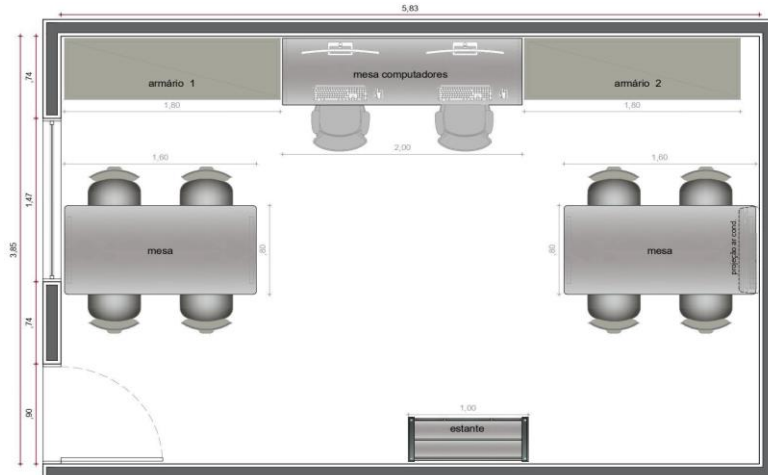 5,83
,74
armário 1
mesa computadores
armário 2
1,80
1,80
2,00
1,60
1,60
1,47
3,85
mesa
,80
,80
mesa
projeção ar cond.
,74
,90
1,00
estante